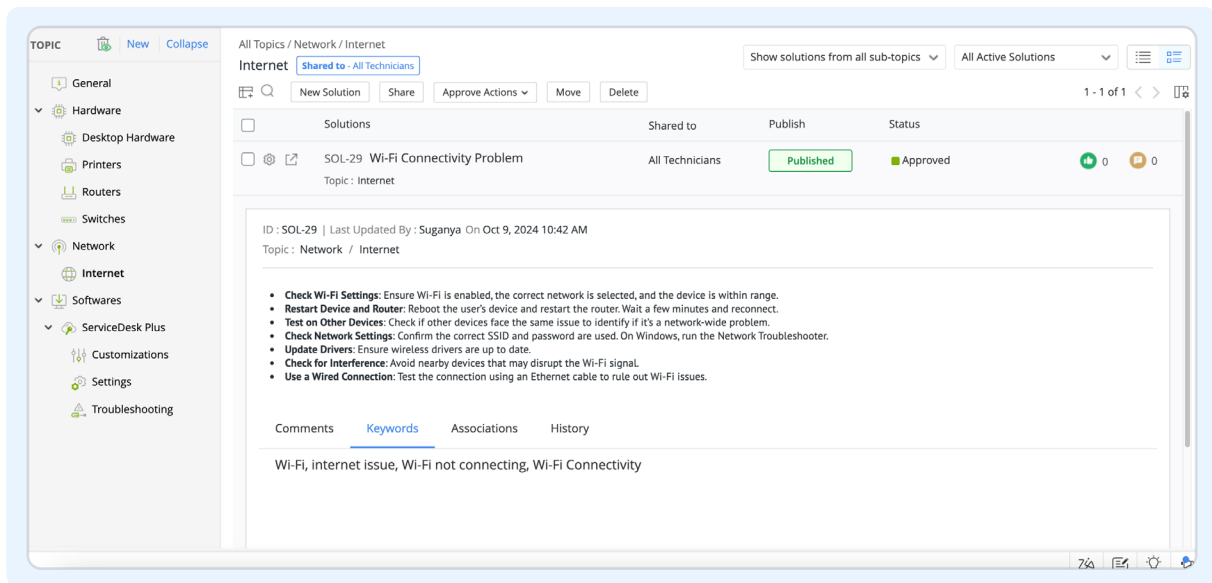 TOPIC New Collapse
General
Hardware
Desktop Hardware
Printers
Routers
Switches
Network
Internet
Softwares
ServiceDesk Plus
Customizations
Settings
Troubleshooting
All Topics / Network / Internet
Internet Shared to - All Technicians
Show solutions from all sub-topics All Active Solutions
New Solution Share Approve Actions Move Delete 1 - 1 of 1
Solutions Shared to Publish Status
SOL-29 Wi-Fi Connectivity Problem All Technicians Published Approved 0 0
Topic : Internet
ID : SOL-29 | Last Updated By : Suganya On Oct 9, 2024 10:42 AM
Topic : Network / Internet
• Check Wi-Fi Settings: Ensure Wi-Fi is enabled, the correct network is selected, and the device is within range.
• Restart Device and Router: Reboot the user's device and restart the router. Wait a few minutes and reconnect.
• Test on Other Devices: Check if other devices face the same issue to identify if it's a network-wide problem.
• Check Network Settings: Confirm the correct SSID and password are used. On Windows, run the Network Troubleshooter.
• Update Drivers: Ensure wireless drivers are up to date.
• Check for Interference: Avoid nearby devices that may disrupt the Wi-Fi signal.
• Use a Wired Connection: Test the connection using an Ethernet cable to rule out Wi-Fi issues.
Comments Keywords Associations History
Wi-Fi, internet issue, Wi-Fi not connecting, Wi-Fi Connectivity